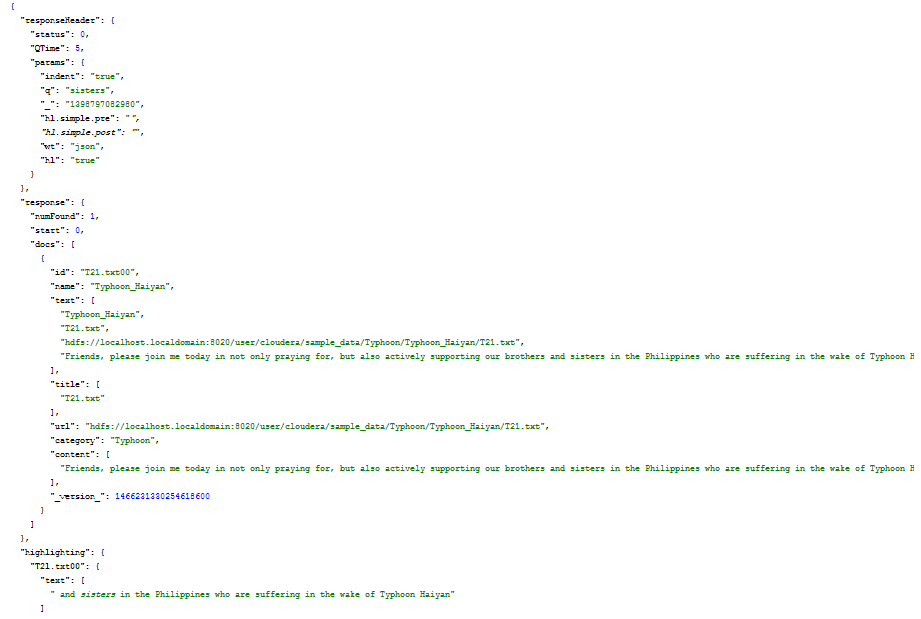 {
"responseHeader": {
"status": 0,
"QTime": 5,
"params": {
"indent": "true",
"q": "sisters",
"_": "1398797082980",
"hl.simple.pre": "",
"hl.simple.post": "",
"wt": "json",
"hl": "true"
}
},
"response": {
"numFound": 1,
"start": 0,
"docs": [
{
"id": "T21.txt00",
"name": "Typhoon_Haiyan",
"text": [
"Typhoon_Haiyan",
"T21.txt",
"hdfs://localhost.localdomain:8020/user/cloudera/sample_data/Typhoon/Typhoon_Haiyan/T21.txt",
"Friends, please join me today in not only praying for, but also actively supporting our brothers and sisters in the Philippines who are suffering in the wake of Typhoon H
],
"title": [
"T21.txt"
],
"url": "hdfs://localhost.localdomain:8020/user/cloudera/sample_data/Typhoon/Typhoon_Haiyan/T21.txt",
"category": "Typhoon",
"content": [
"Friends, please join me today in not only praying for, but also actively supporting our brothers and sisters in the Philippines who are suffering in the wake of Typhoon H
],
"_version_": 1466231330254618600
}
]
},
"highlighting": {
"T21.txt00": {
"text": [
" and sisters in the Philippines who are suffering in the wake of Typhoon Haiyan"
]